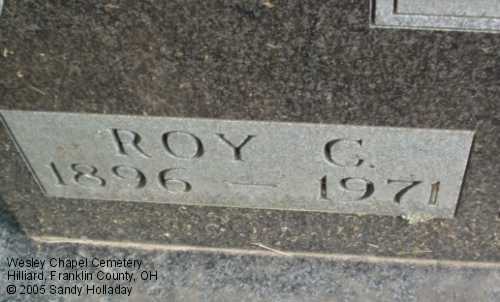 ROY C.
1896 — 1971
Wesley Chapel Cemetery
Hilliard, Franklin County, OH
© 2005 Sandy Holladay